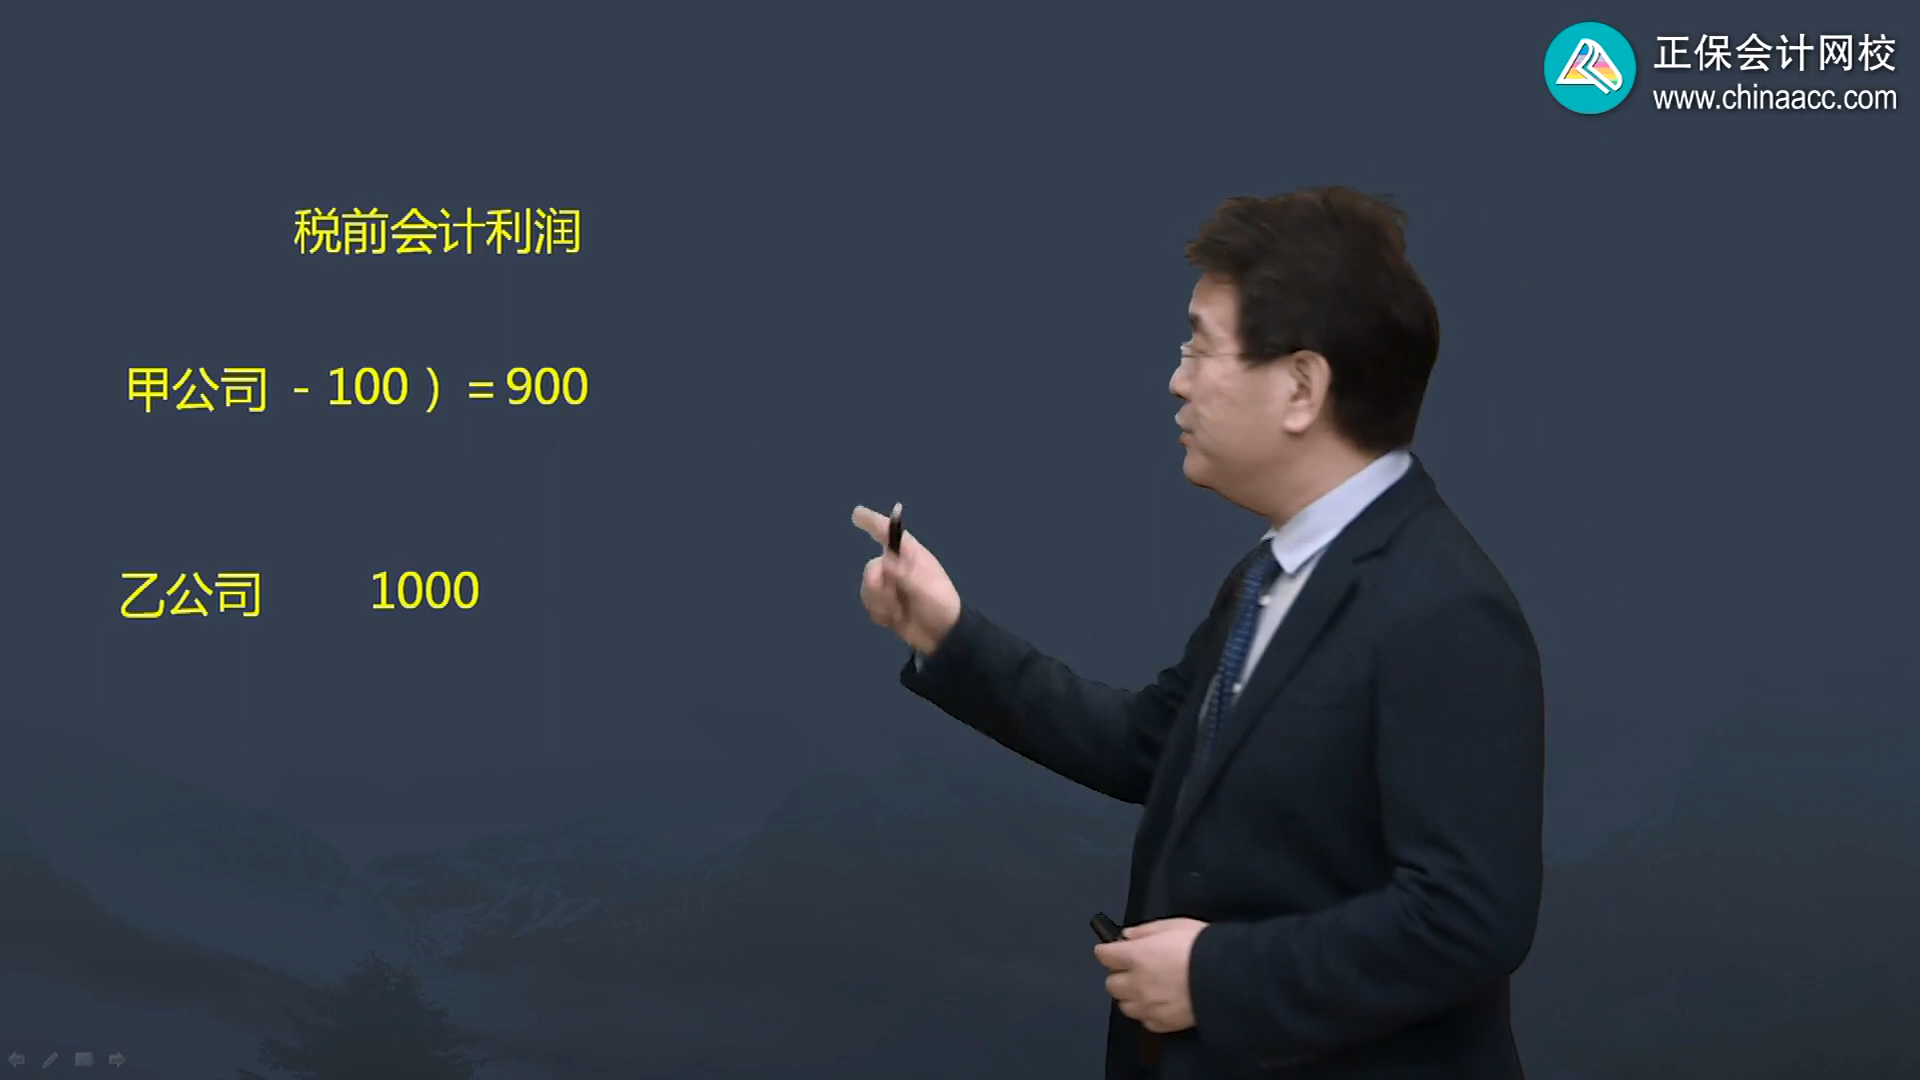 正保会计网校
www.chinaacc.com
税前会计利润
甲公司 - 100 ) = 900
乙公司 1000